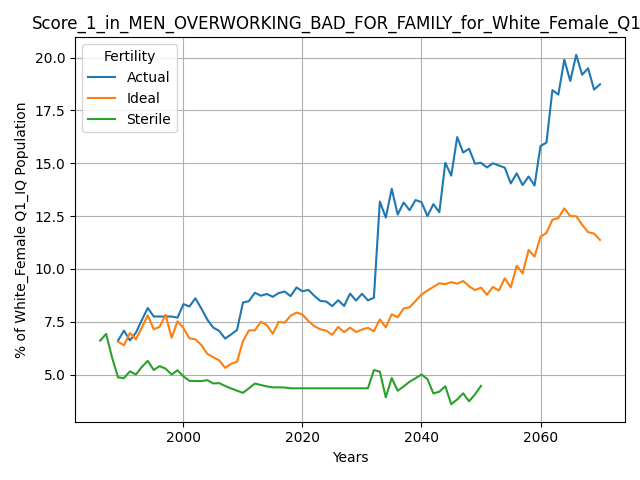 Score_1_in_MEN_OVERWORKING_BAD_FOR_FAMILY_for_White_Female_Q1
Fertility
Actual
Ideal
Sterile
% of White_Female Q1_IQ Population
20.0
17.5
15.0
12.5
10.0
7.5
5.0
2000
2020
2040
2060
Years